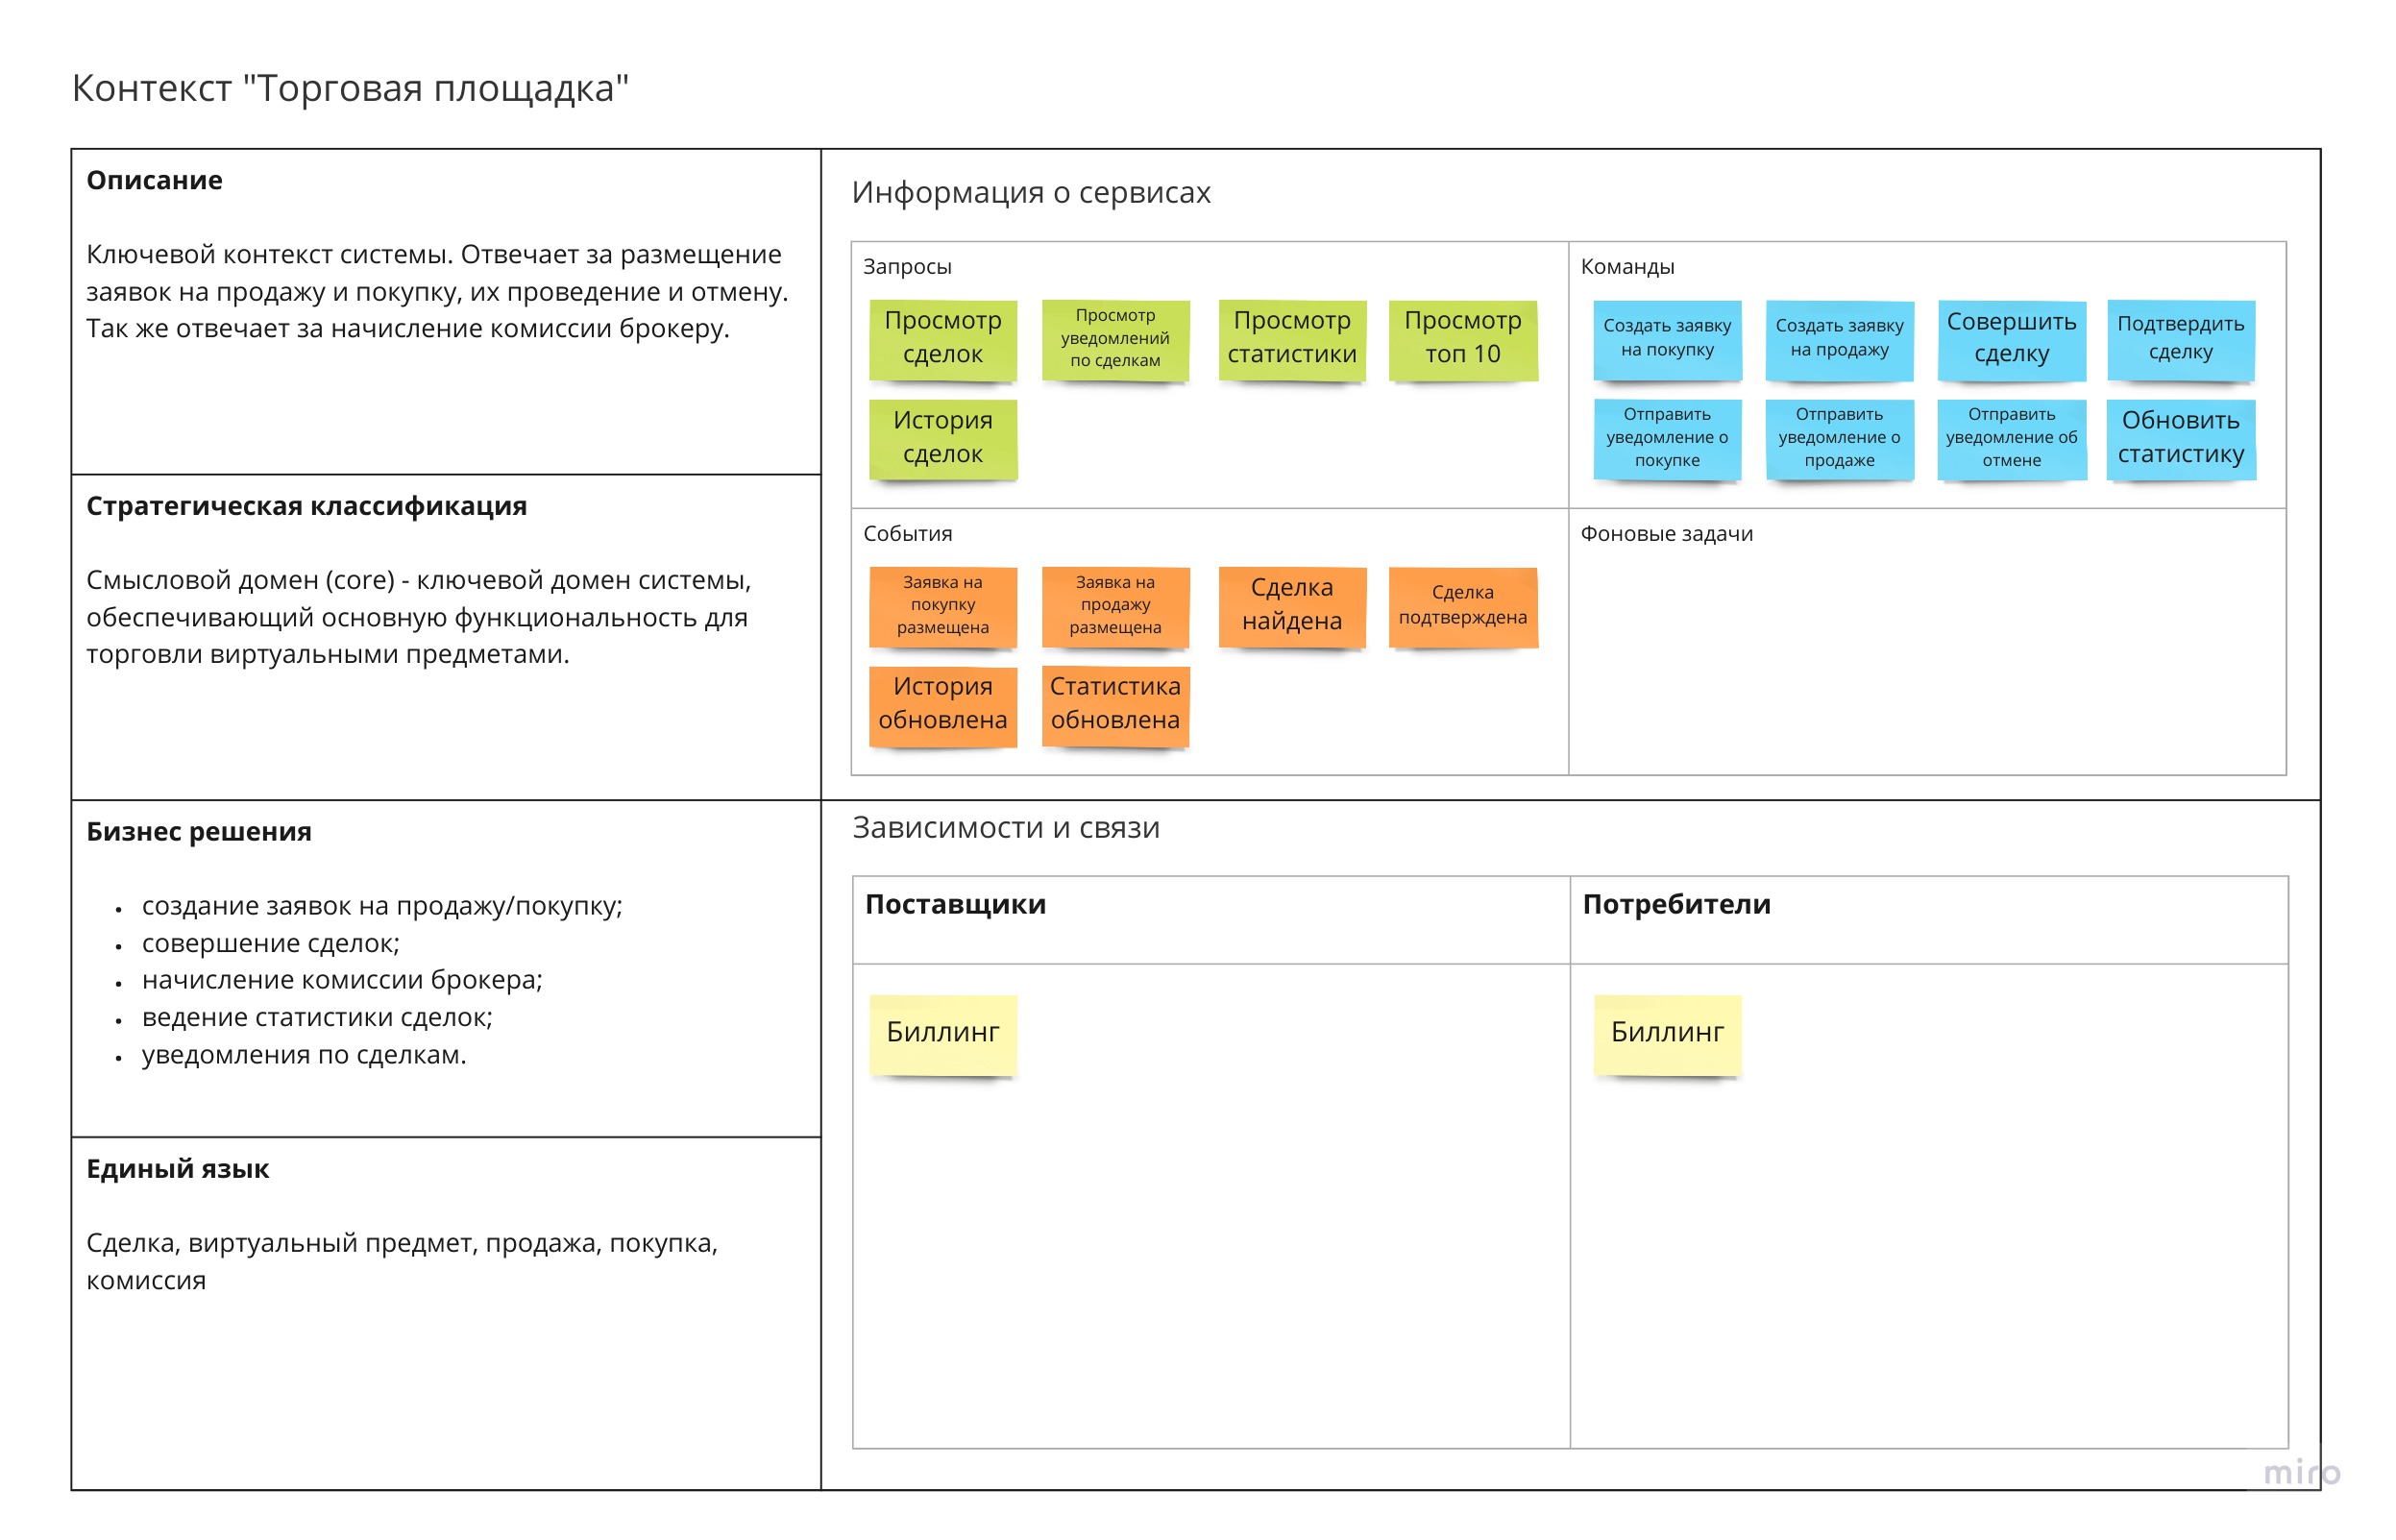 Контекст "Торговая площадка"
Описание
Ключевой контекст системы. Отвечает за размещение
заявок на продажу и покупку, их проведение и отмену.
Так же отвечает за начисление комиссии брокеру.
Стратегическая классификация
Смысловой домен (core) - ключевой домен системы,
обеспечивающий основную функциональность для
торговли виртуальными предметами.
Бизнес решения
• создание заявок на продажу/покупку;
• совершение сделок;
• начисление комиссии брокера;
• ведение статистики сделок;
• уведомления по сделкам.
Единый язык
Сделка, виртуальный предмет, продажа, покупка,
комиссия
Информация о сервисах
Запросы
Просмотр
сделок
Просмотр
уведомлений
по сделкам
Просмотр
статистики
Просмотр
топ 10
История
сделок
Команды
Создать заявку
на покупку
Создать заявку
на продажу
Совершить
сделку
Подтвердить
сделку
Отправить
уведомление о
покупке
Отправить
уведомление о
продаже
Отправить
уведомление об
отмене
Обновить
статистику
События
Заявка на
покупку
размещена
Заявка на
продажу
размещена
Сделка
найдена
Сделка
подтверждена
История
обновлена
Статистика
обновлена
Фоновые задачи
Зависимости и связи
Поставщики
Биллинг
Потребители
Биллинг
miro